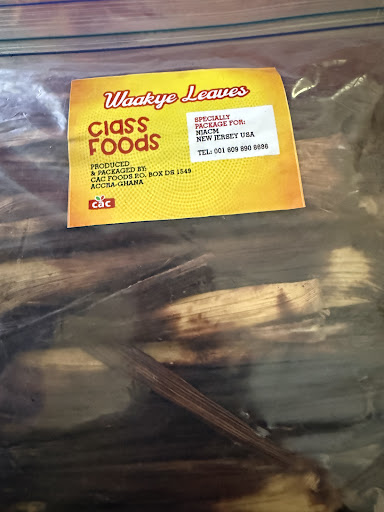 Waakye Leaves
Class
FOODS
PRODUCED
& PACKAGED BY:
CAC FOODS P.O. BOX DS 1549
ACCRA-GHANA
cac
SPECIALLY
PACKAGE FOR:
NIACM
NEW JERSEY USA
TEL: 001 609 890 8686